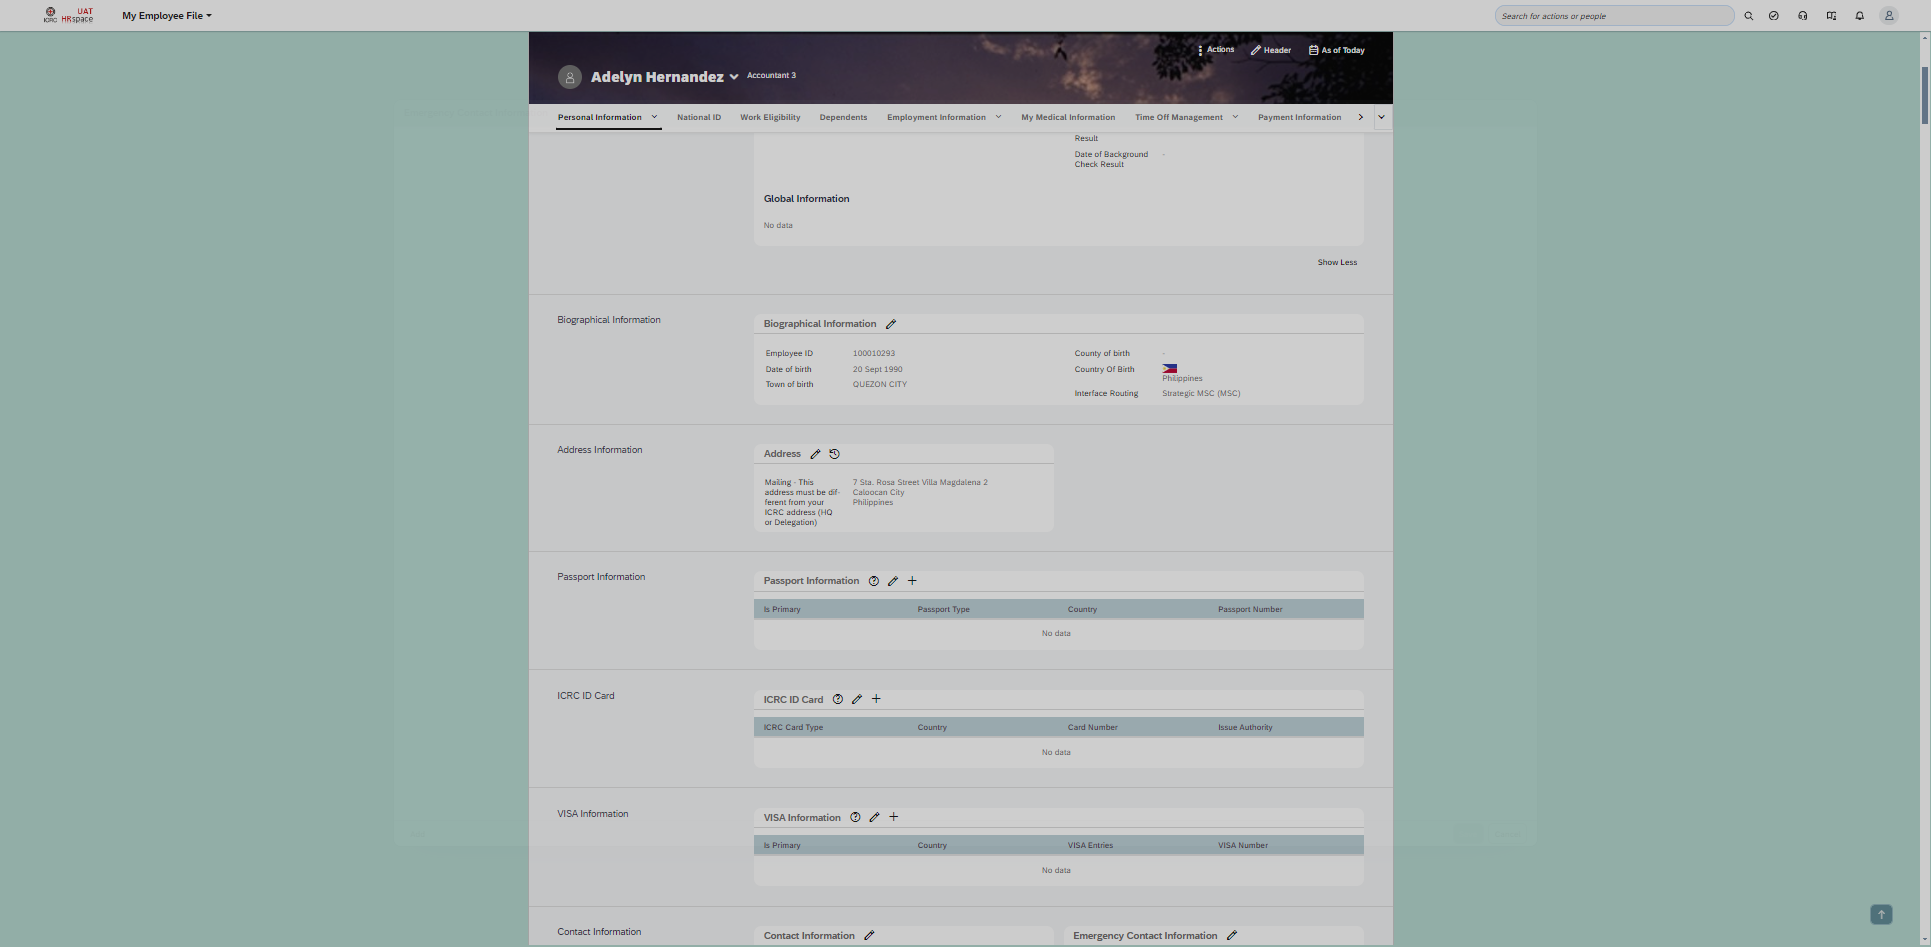 ICRC
UAT
HRspace
My Employee File
Search for actions or people
Actions
Header
As of Today
Adelyn Hernandez
Accountant 3
Personal Information
National ID
Work Eligibility
Dependents
Employment Information
My Medical Information
Time Off Management
Payment Information
Result
Date of Background
Check Result
-
Global Information
No data
Show Less
Biographical Information
Biographical Information
Employee ID
100010293
County of birth
-
Date of birth
20 Sept 1990
Country Of Birth
Philippines
Town of birth
QUEZON CITY
Interface Routing
Strategic MSC (MSC)
Address Information
Address
Mailing - This
address must be dif-
ferent from your
ICRC address (HQ
or Delegation)
7 Sta. Rosa Street Villa Magdalena 2
Caloocan City
Philippines
Passport Information
Passport Information
Is Primary
Passport Type
Country
Passport Number
No data
ICRC ID Card
ICRC ID Card
ICRC Card Type
Country
Card Number
Issue Authority
No data
VISA Information
VISA Information
Is Primary
Country
VISA Entries
VISA Number
No data
Contact Information
Contact Information
Emergency Contact Information